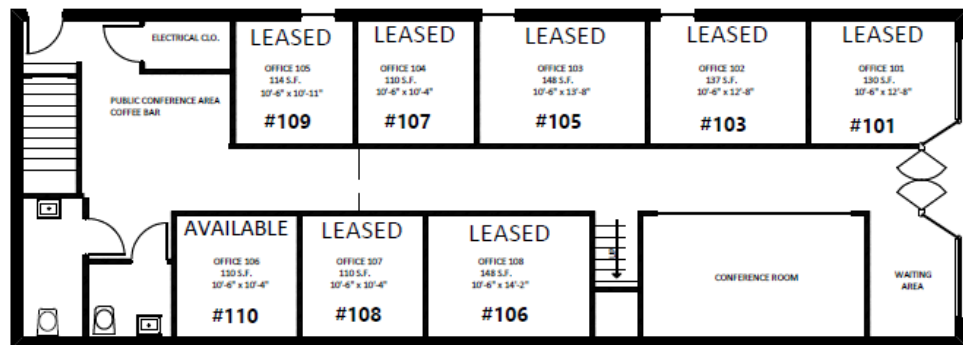 ELECTRICAL CLO.
PUBLIC CONFERENCE AREA
COFFEE BAR
LEASED
OFFICE 105
114 S.F.
10'-6" x 10'-11"
#109
LEASED
OFFICE 104
110 S.F.
10'-6" x 10'-4"
#107
LEASED
OFFICE 103
148 S.F.
10'-6" x 13'-8"
#105
LEASED
OFFICE 102
137 S.F.
10'-6" x 12'-8"
#103
LEASED
OFFICE 101
130 S.F.
10'-6" x 12'-8"
#101
AVAILABLE
OFFICE 106
110 S.F.
10'-6" x 10'-4"
#110
LEASED
OFFICE 107
110 S.F.
10'-6" x 10'-4"
#108
LEASED
OFFICE 108
148 S.F.
10'-6" x 14'-2"
#106
CONFERENCE ROOM
WAITING
AREA